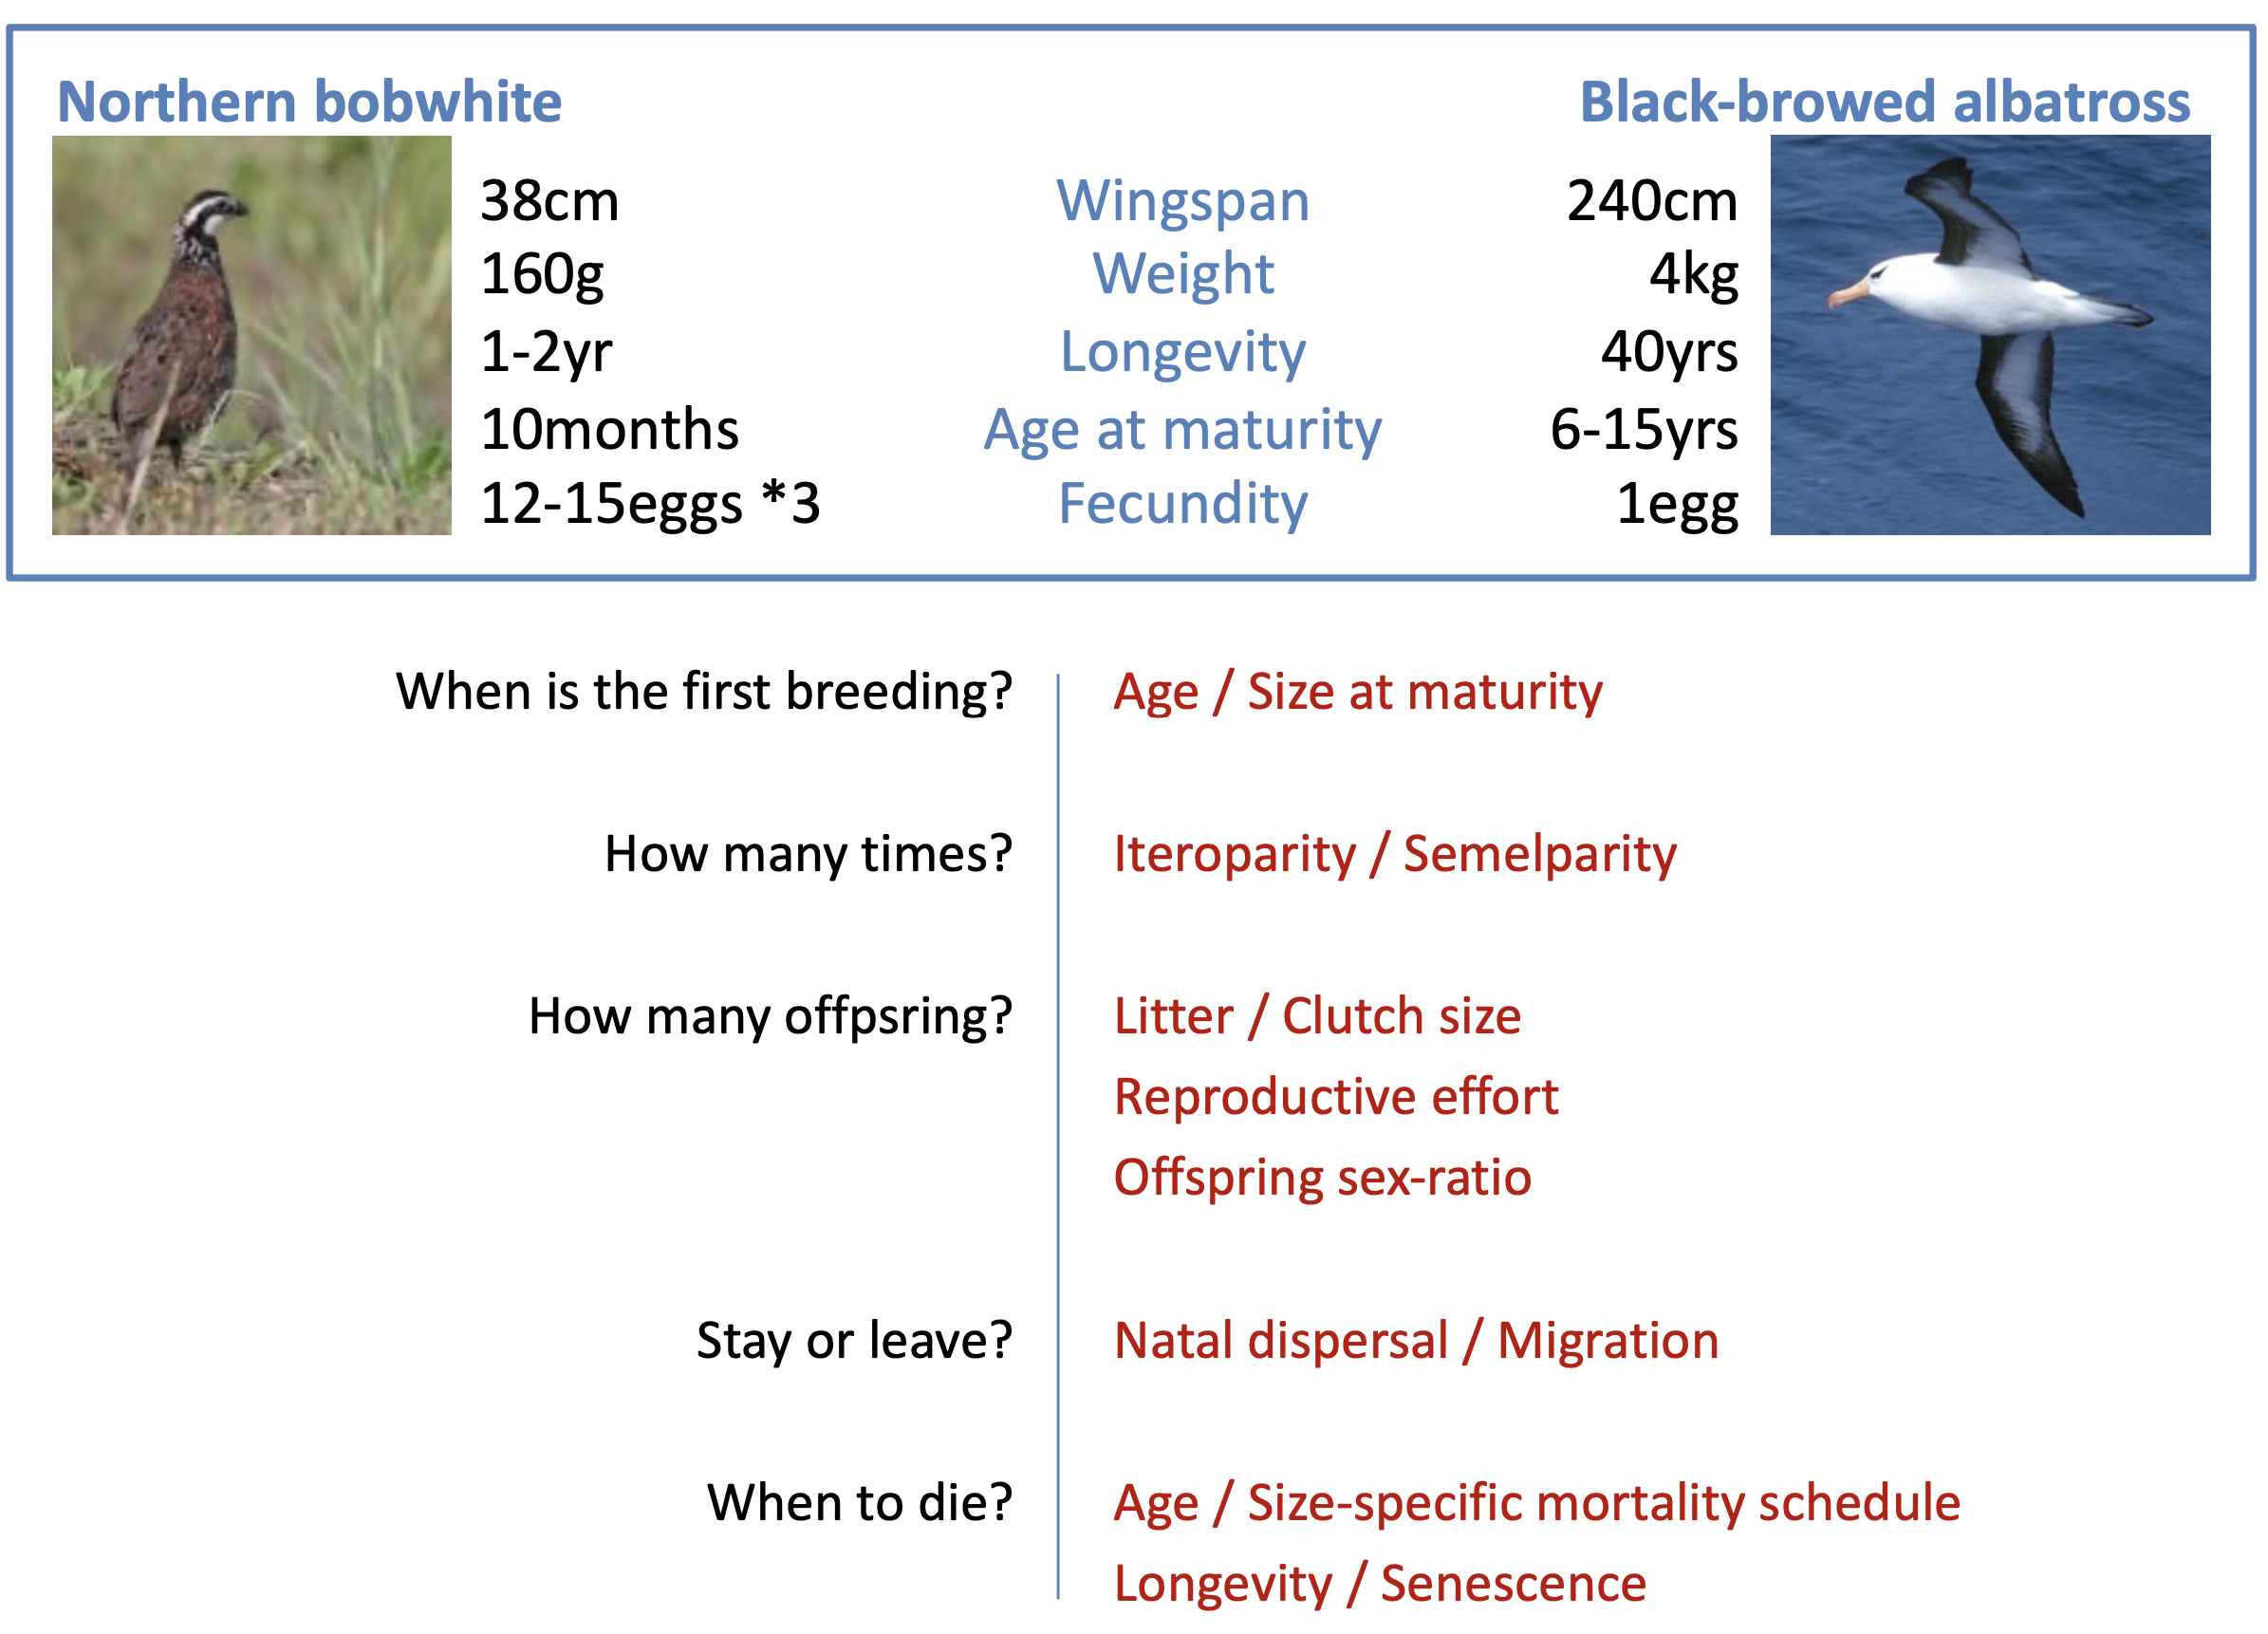 Northern bobwhite Black-browed albatross
38cm Wingspan 240cm
160g Weight 4kg
1-2yr Longevity 40yrs
10months Age at maturity 6-15yrs
12-15eggs *3 Fecundity 1egg
When is the first breeding? Age / Size at maturity
How many times? Iteroparity / Semelparity
How many offpsring? Litter / Clutch size
Reproductive effort
Offspring sex-ratio
Stay or leave? Natal dispersal / Migration
When to die? Age / Size-specific mortality schedule
Longevity / Senescence